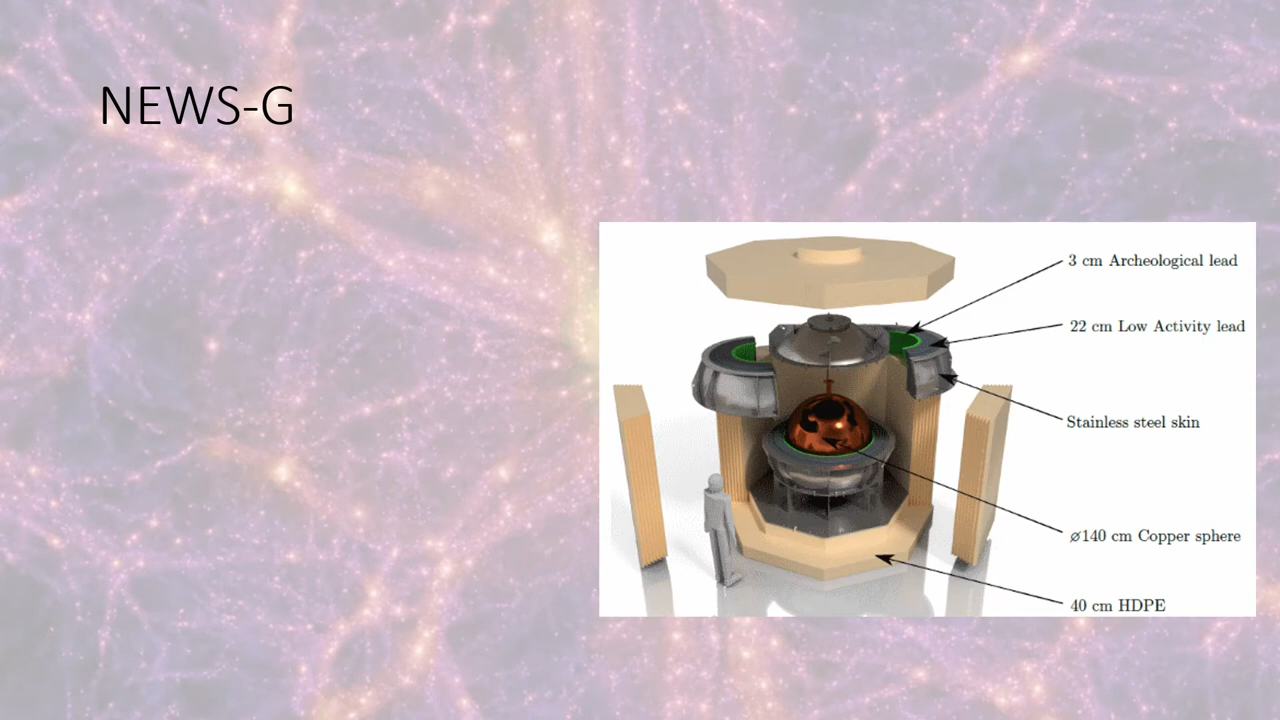 NEWS-G
3 cm Archeological lead
22 cm Low Activity lead
Stainless steel skin
⌀140 cm Copper sphere
40 cm HDPE